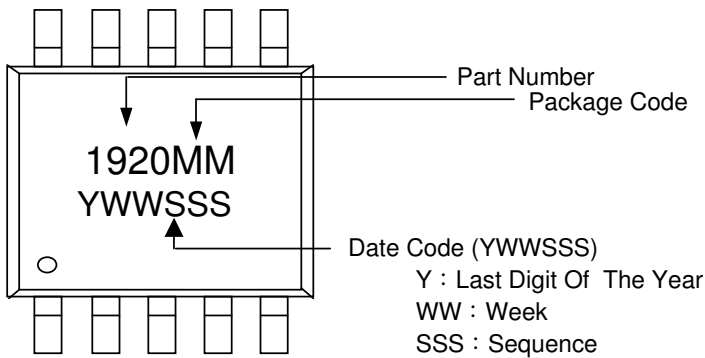 Part Number
Package Code
1920MM
YWWSSS
Date Code (YWWSSS)
Y：Last Digit Of The Year
WW：Week
SSS：Sequence